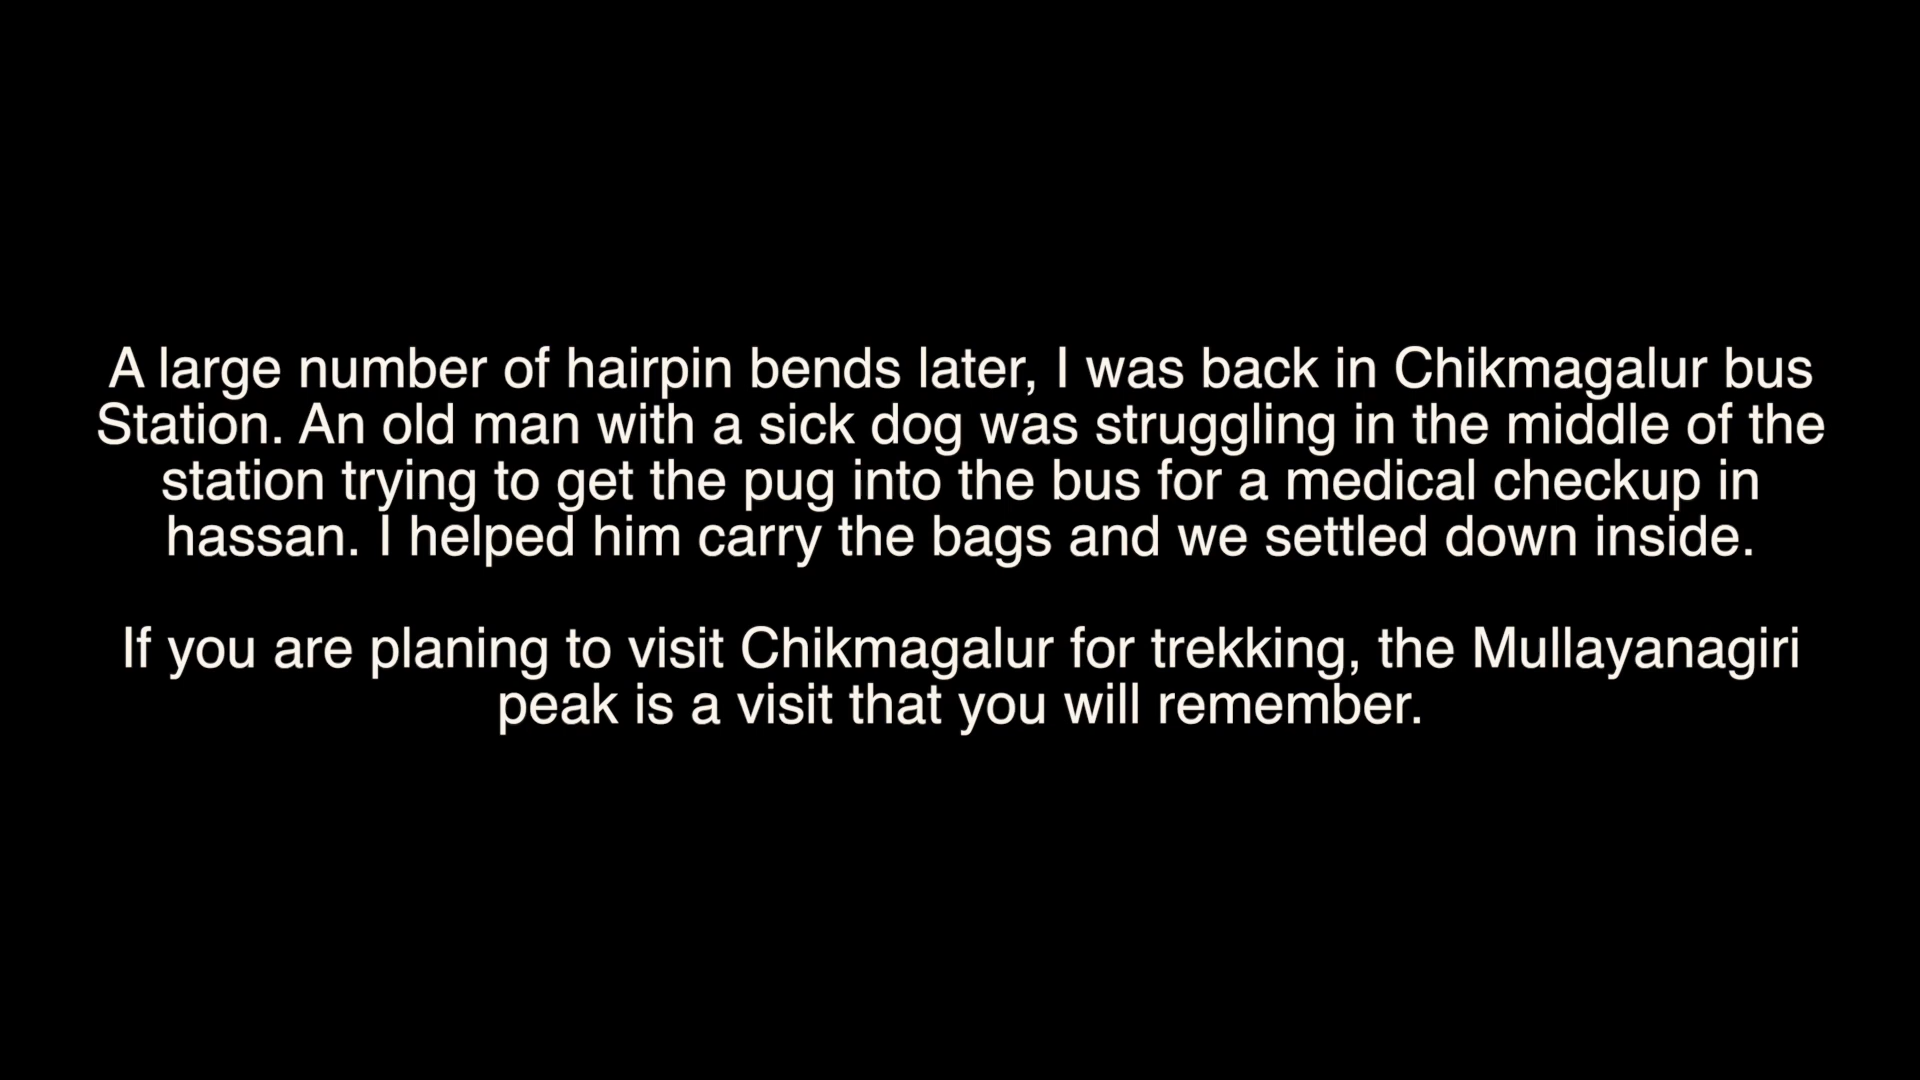 A large number of hairpin bends later, I was back in Chikmagalur bus
Station. An old man with a sick dog was struggling in the middle of the
station trying to get the pug into the bus for a medical checkup in
hassan. I helped him carry the bags and we settled down inside.
If you are planing to visit Chikmagalur for trekking, the Mullayanagiri
peak is a visit that you will remember.